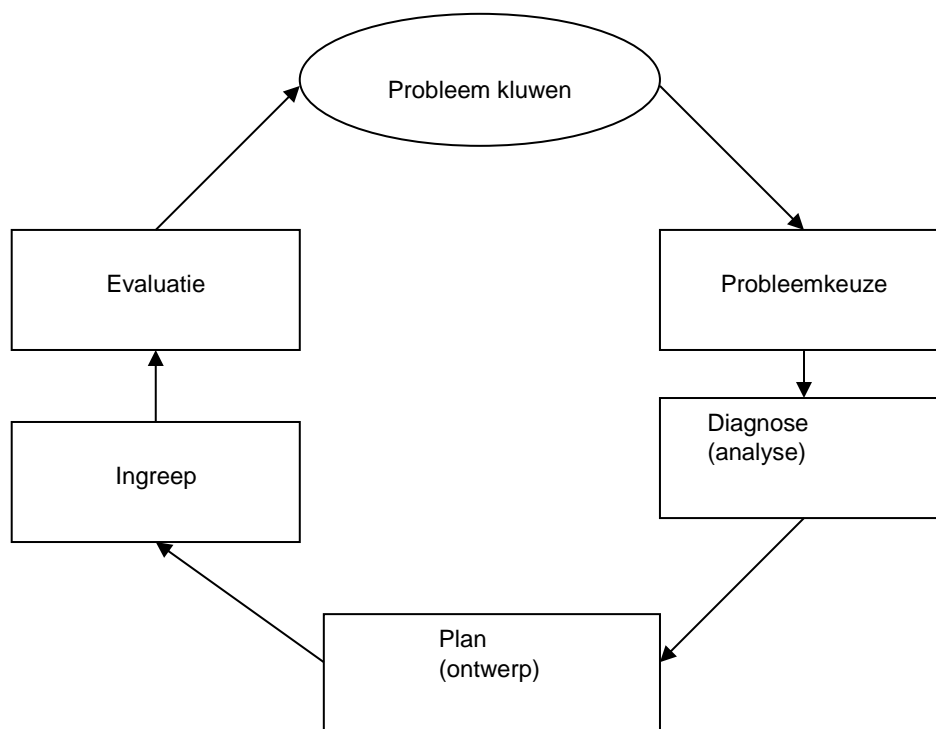 Probleem kluwen
Evaluatie
Probleemkeuze
Diagnose
(analyse)
Ingreep
Plan
(ontwerp)